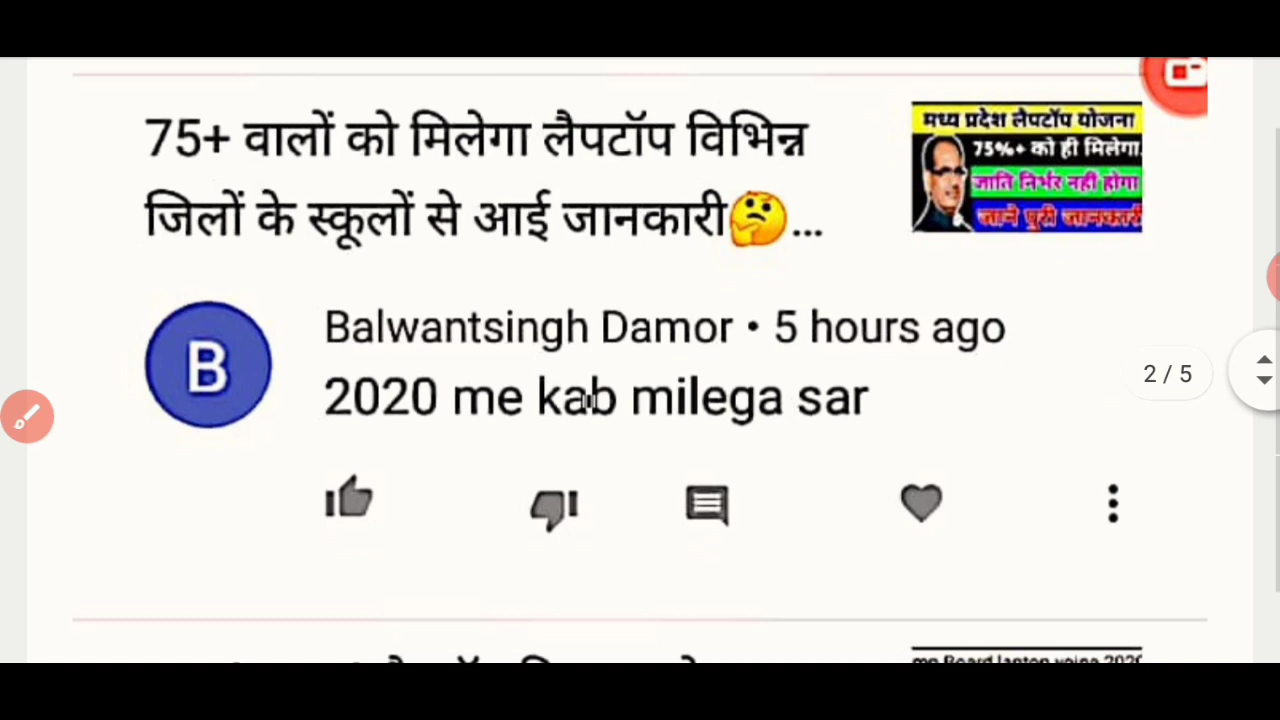 75+ वालों को मिलेगा लैपटॉप विभिन्न
जिलों के स्कूलों से आई जानकारी🤔...
मध्य प्रदेश लैपटॉप योजना
75%+ को ही मिलेगा.
जाति निर्भर नहीं होगा
जाने पूरी जानकारी
B
Balwantsingh Damor • 5 hours ago
2020 me kab milega sar
2 / 5